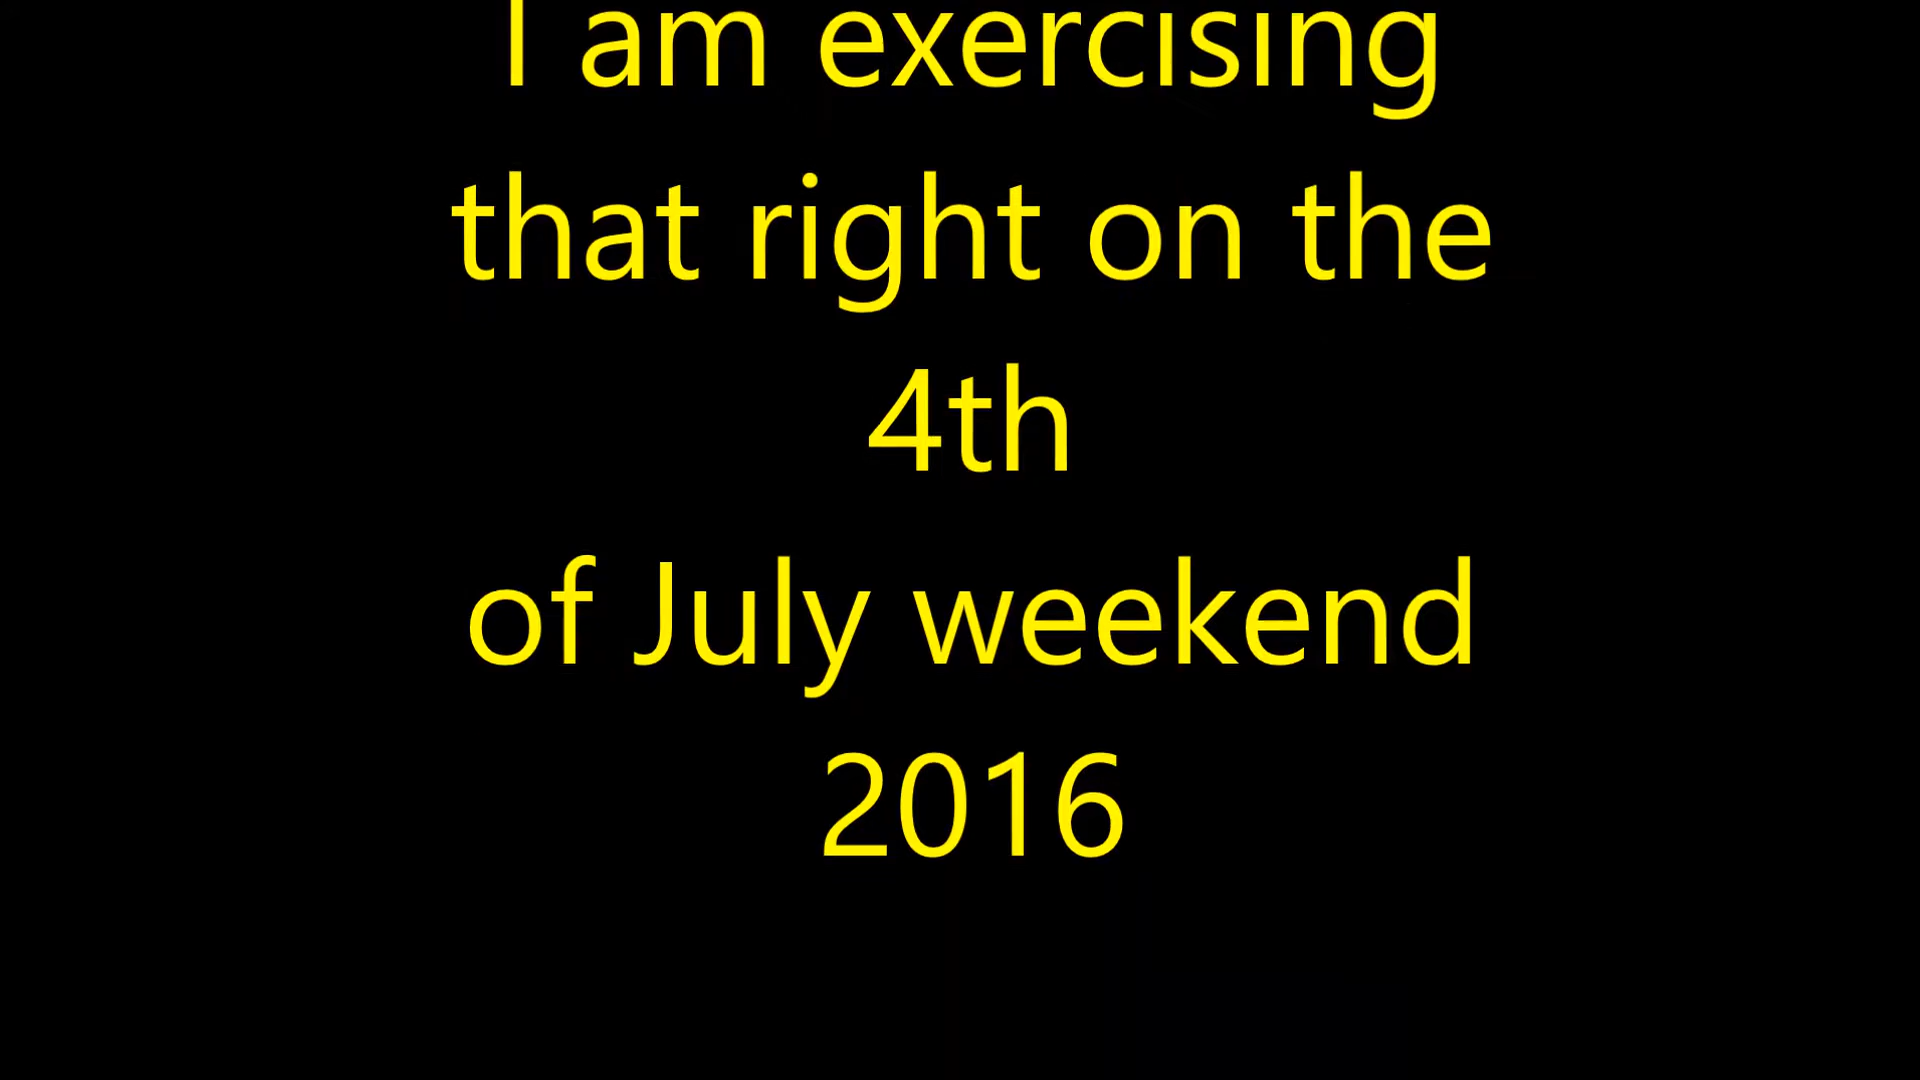 I am exercising
that right on the
4th
of July weekend
2016